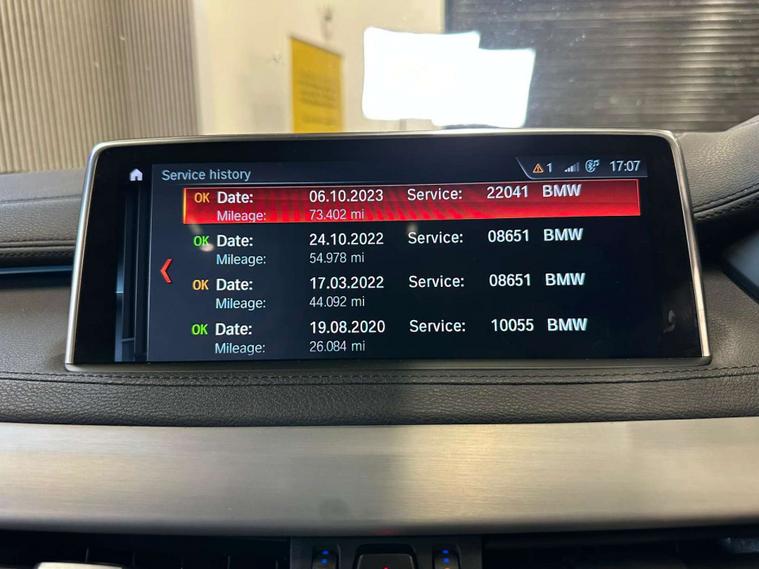 Service history 1 17:07
OK Date: 06.10.2023 Service: 22041 BMW
Mileage: 73.402 mi
OK Date: 24.10.2022 Service: 08651 BMW
Mileage: 54.978 mi
OK Date: 17.03.2022 Service: 08651 BMW
Mileage: 44.092 mi
OK Date: 19.08.2020 Service: 10055 BMW
Mileage: 26.084 mi